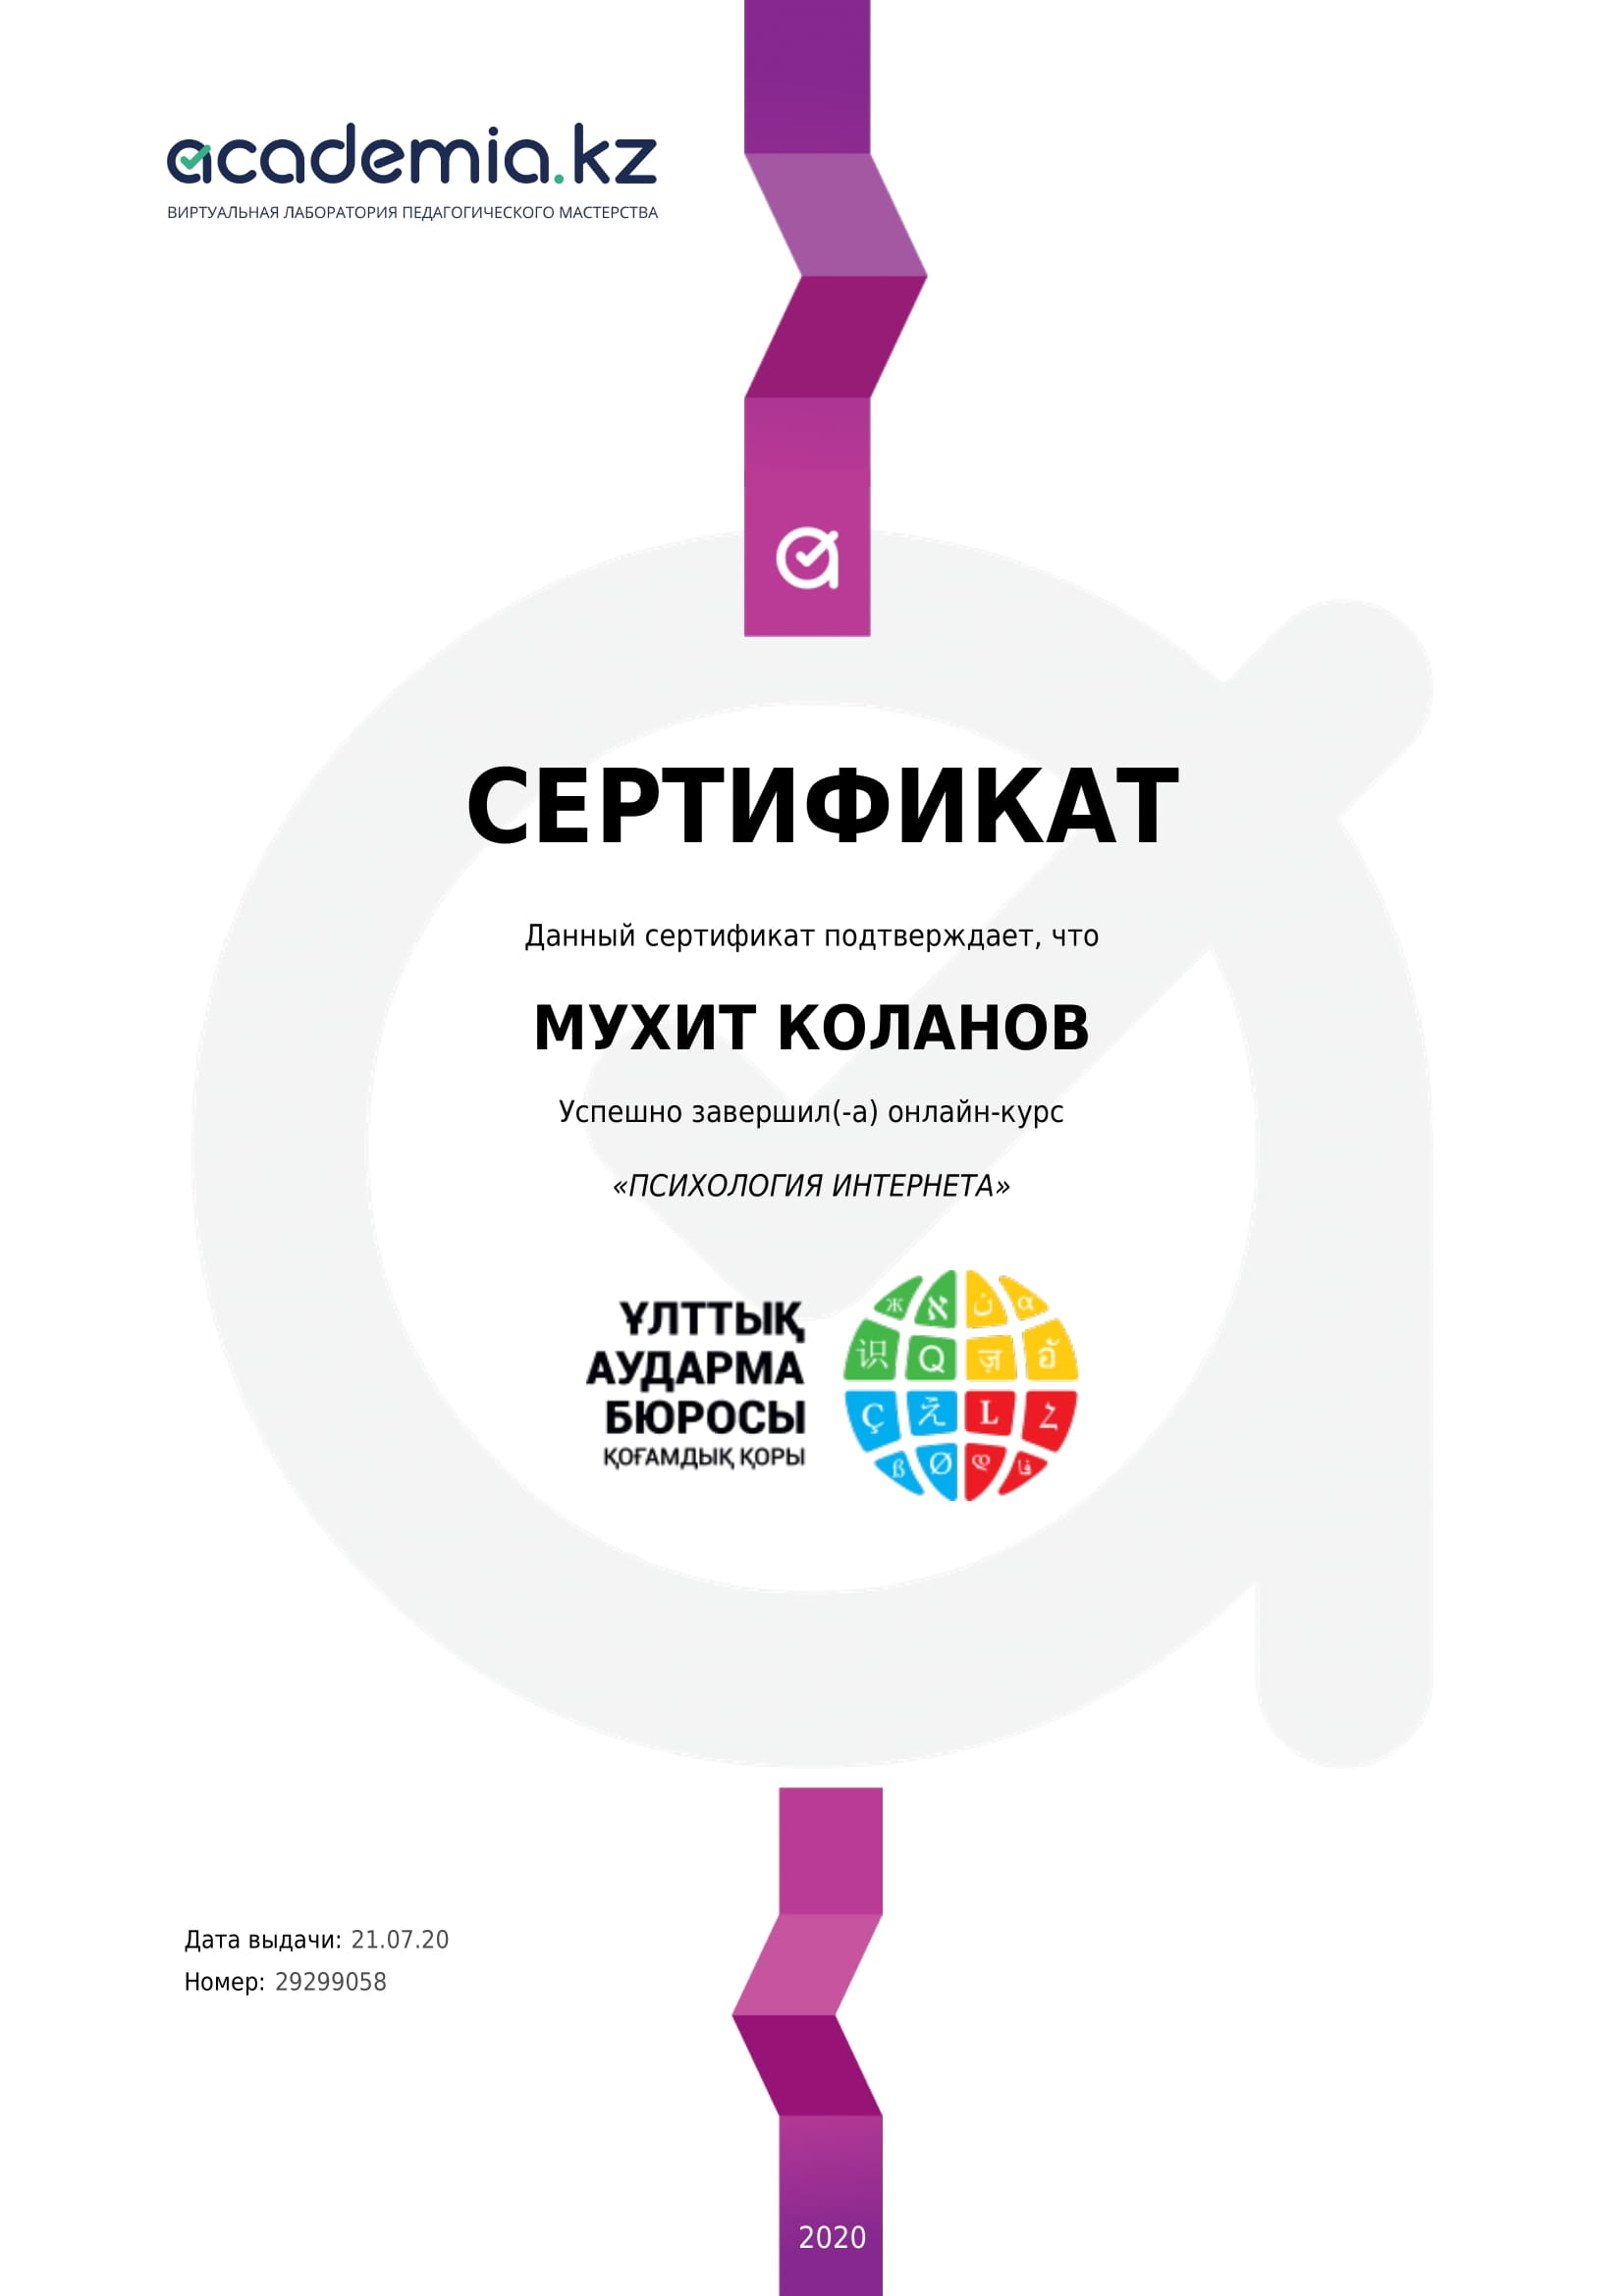 academia.kz
ВИРТУАЛЬНАЯ ЛАБОРАТОРИЯ ПЕДАГОГИЧЕСКОГО МАСТЕРСТВА
СЕРТИФИКАТ
Данный сертификат подтверждает, что
МУХИТ КОЛАНОВ
Успешно завершил(-а) онлайн-курс
«ПСИХОЛОГИЯ ИНТЕРНЕТА»
ҰЛТТЫҚ
АУДАРМА
БЮРОСЫ
ҚОҒАМДЫҚ ҚОРЫ
Дата выдачи: 21.07.20
Номер: 29299058
2020